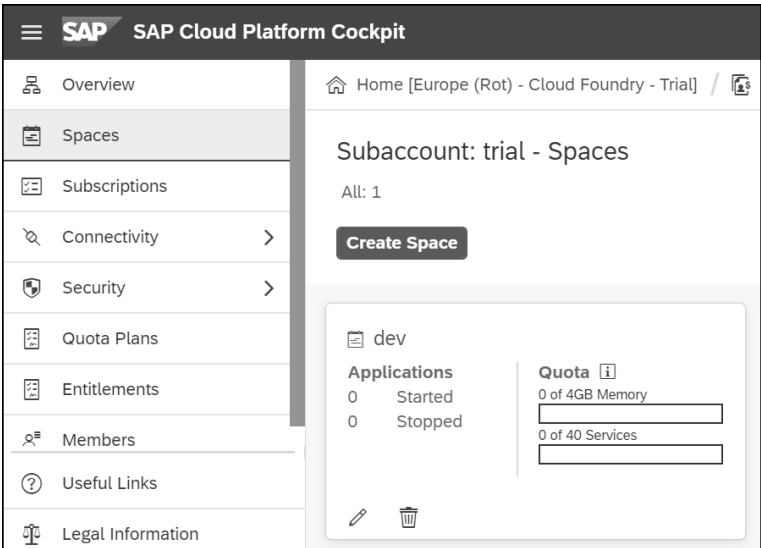 SAP SAP Cloud Platform Cockpit
Overview
Spaces
Subscriptions
Connectivity
Security
Quota Plans
Entitlements
Members
Useful Links
Legal Information
Home [Europe (Rot) - Cloud Foundry - Trial] /
Subaccount: trial - Spaces
All: 1
Create Space
dev
Applications
0 Started
0 Stopped
Quota i
0 of 4GB Memory
0 of 40 Services